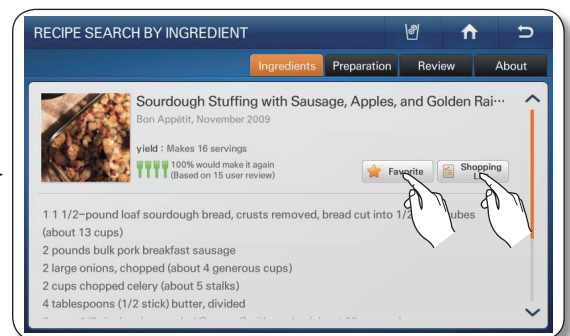 RECIPE SEARCH BY INGREDIENT
Ingredients Preparation Review About
Sourdough Stuffing with Sausage, Apples, and Golden Rai···
Bon Appétit, November 2009
yield : Makes 16 servings
100% would make it again
(Based on 15 user review)
Favorite
Shopping
1 1 1/2-pound loaf sourdough bread, crusts removed, bread cut into
(about 13 cups)
2 pounds bulk pork breakfast sausage
2 large onions, chopped (about 4 generous cups)
2 cups chopped celery (about 5 stalks)
4 tablespoons (1/2 stick) butter, divided